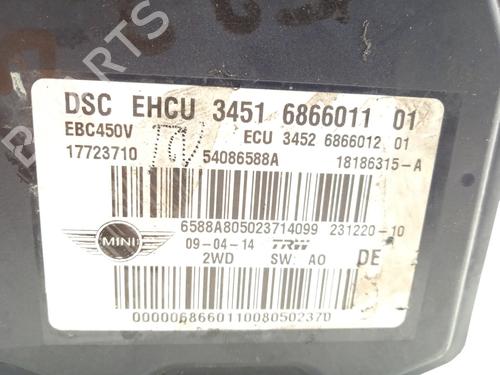 DSC EHCU 3451 6866011 01
EBC450V ECU 3452 6866012 01
17723710 54086588A 18186315-A
6588A805023714099 231220-10
MINI 09-04-14 TRW DE
2WD SW: AO
0000068660110080502370